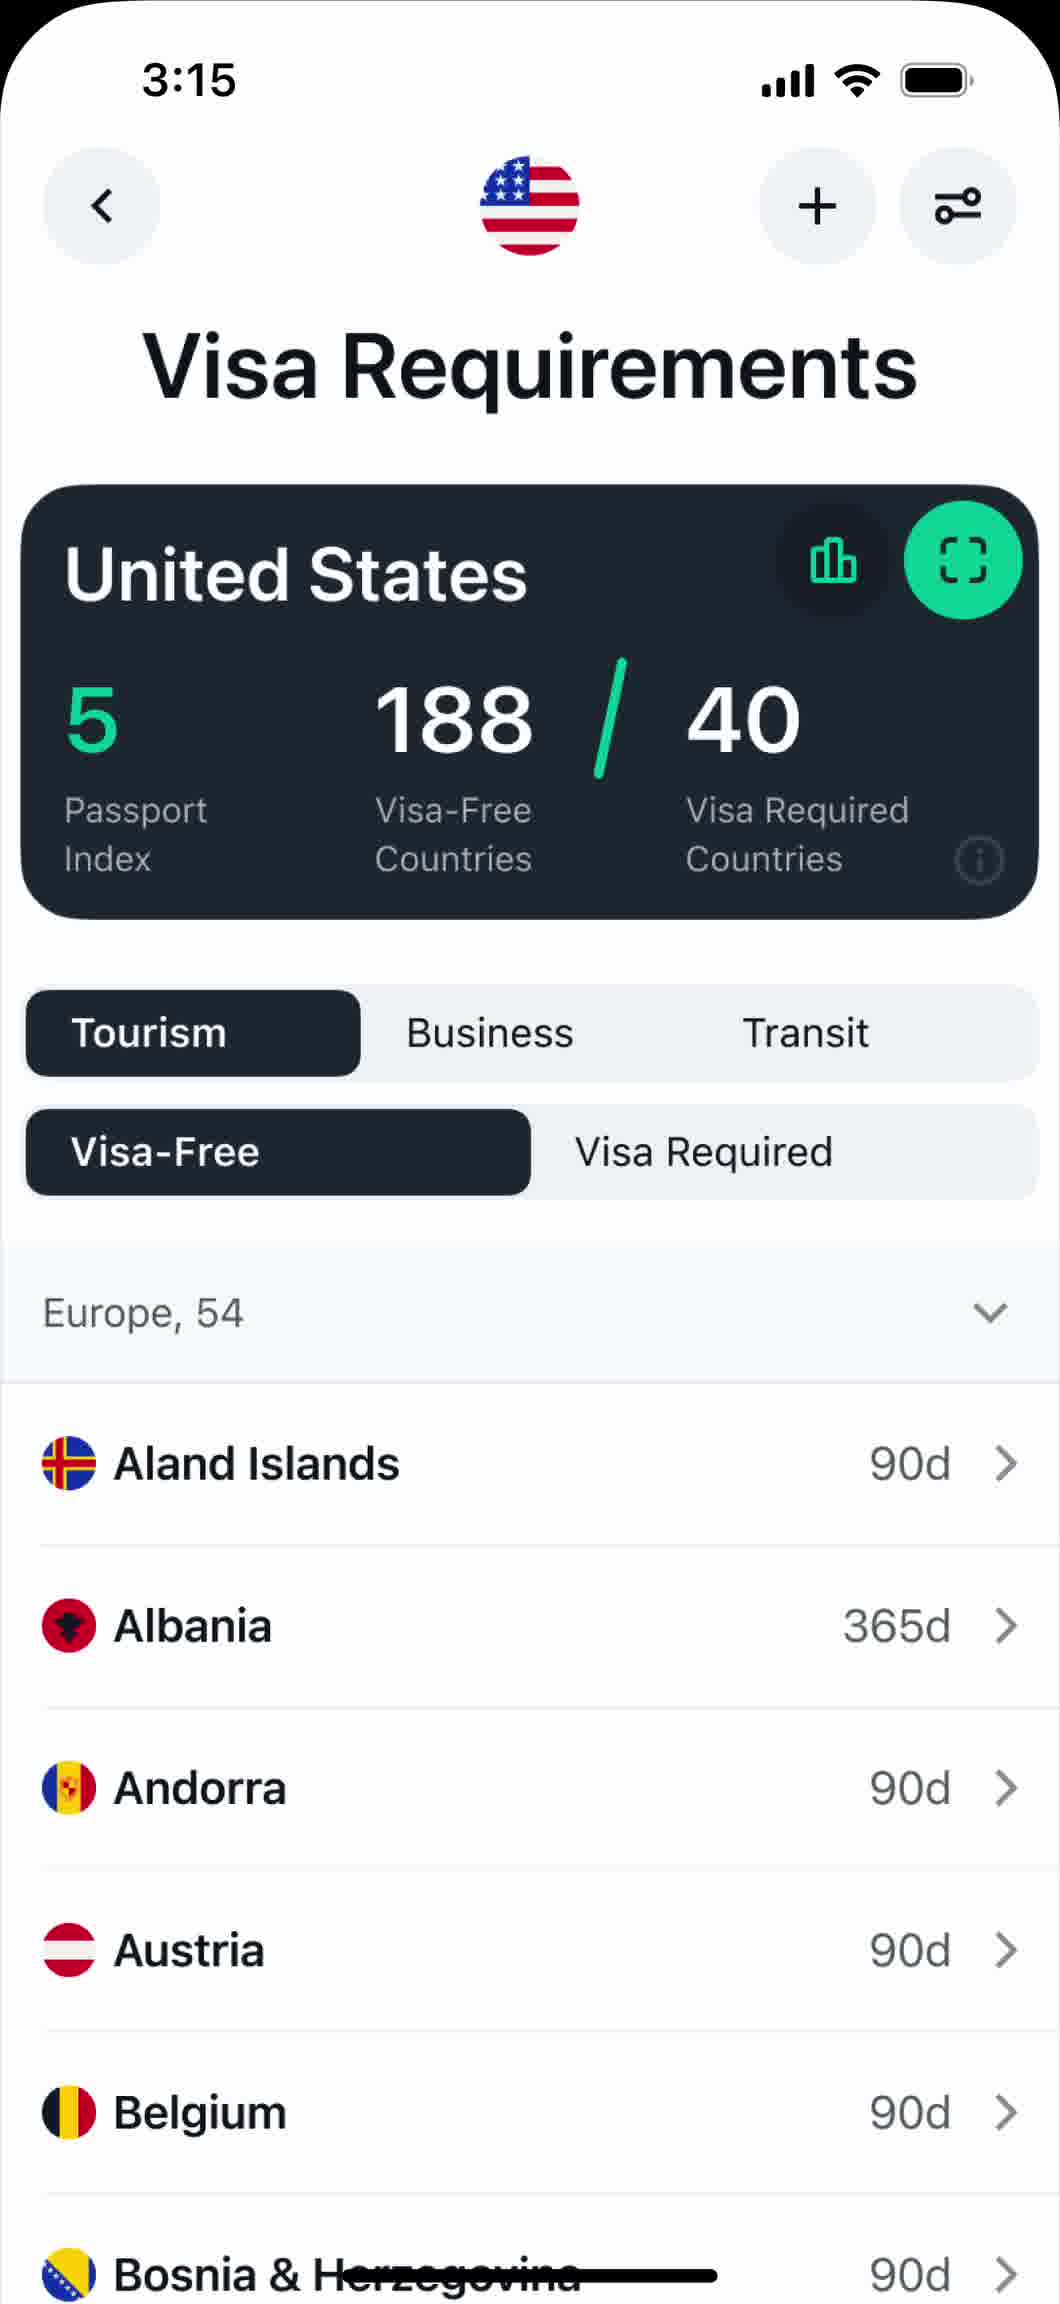 3:15
Visa Requirements
United States
5 188 / 40
Passport Index
Visa-Free Countries
Visa Required Countries
Tourism Business Transit
Visa-Free Visa Required
Europe, 54
Aland Islands 90d
Albania 365d
Andorra 90d
Austria 90d
Belgium 90d
Bosnia & Herzegovina 90d